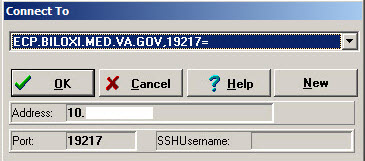 Connect To
ECP.BILOXI.MED.VA.GOV,19217=
OK Cancel Help New
Address: 10.
Port: 19217 SSHUsername: